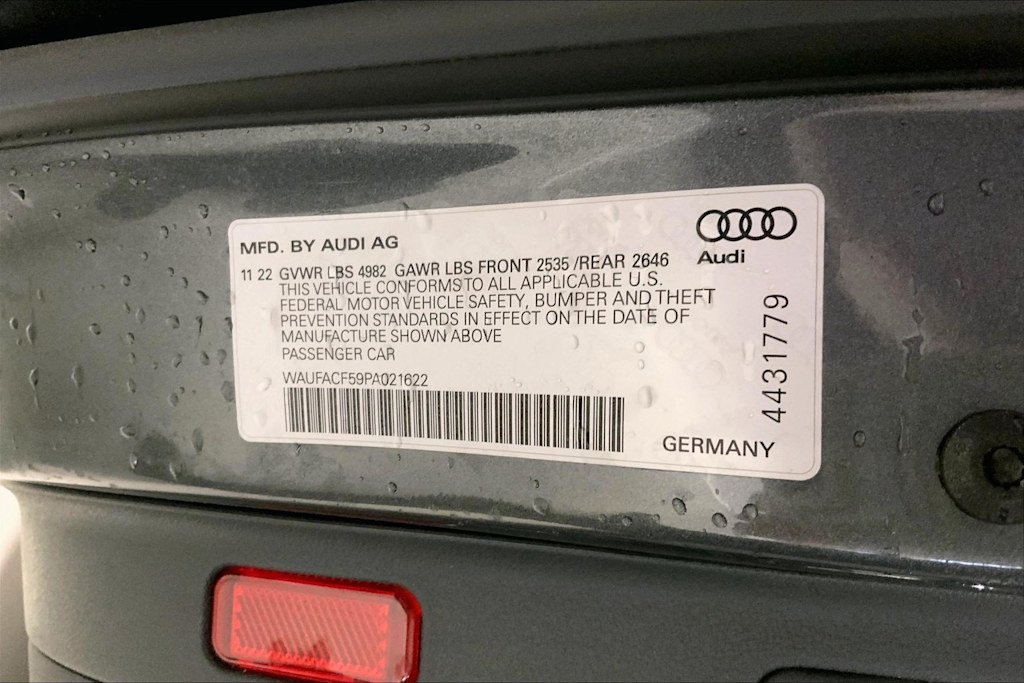 MFD. BY AUDI AG
Audi
11 22 GVWR LBS 4982 GAWR LBS FRONT 2535 /REAR 2646
THIS VEHICLE CONFORMS TO ALL APPLICABLE U.S.
FEDERAL MOTOR VEHICLE SAFETY, BUMPER AND THEFT
PREVENTION STANDARDS IN EFFECT ON THE DATE OF
MANUFACTURE SHOWN ABOVE
PASSENGER CAR
WAUFACF59PA021622
4431779
GERMANY